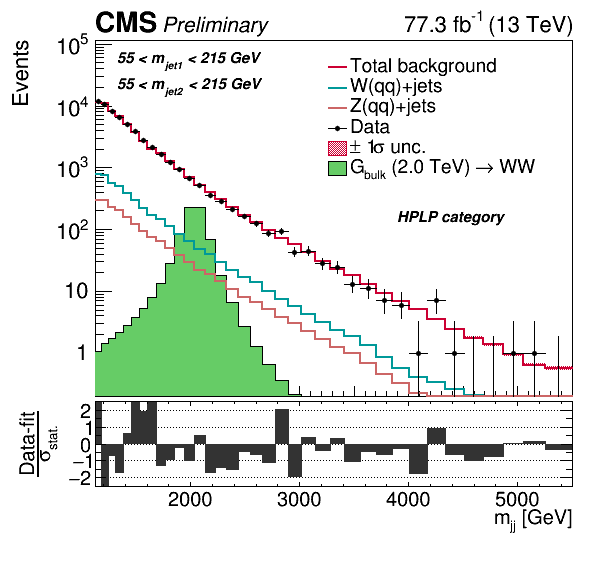 CMS Preliminary 77.3 fb⁻¹ (13 TeV)
Events
10⁵
10⁴
10³
10²
10
1
55 < m_jet1 < 215 GeV
55 < m_jet2 < 215 GeV
Total background
W(qq)+jets
Z(qq)+jets
Data
± 1σ unc.
G_bulk (2.0 TeV) → WW
HPLP category
Data-fit
σ_stat.
2
1
0
−1
−2
2000 3000 4000 5000
m_jj [GeV]